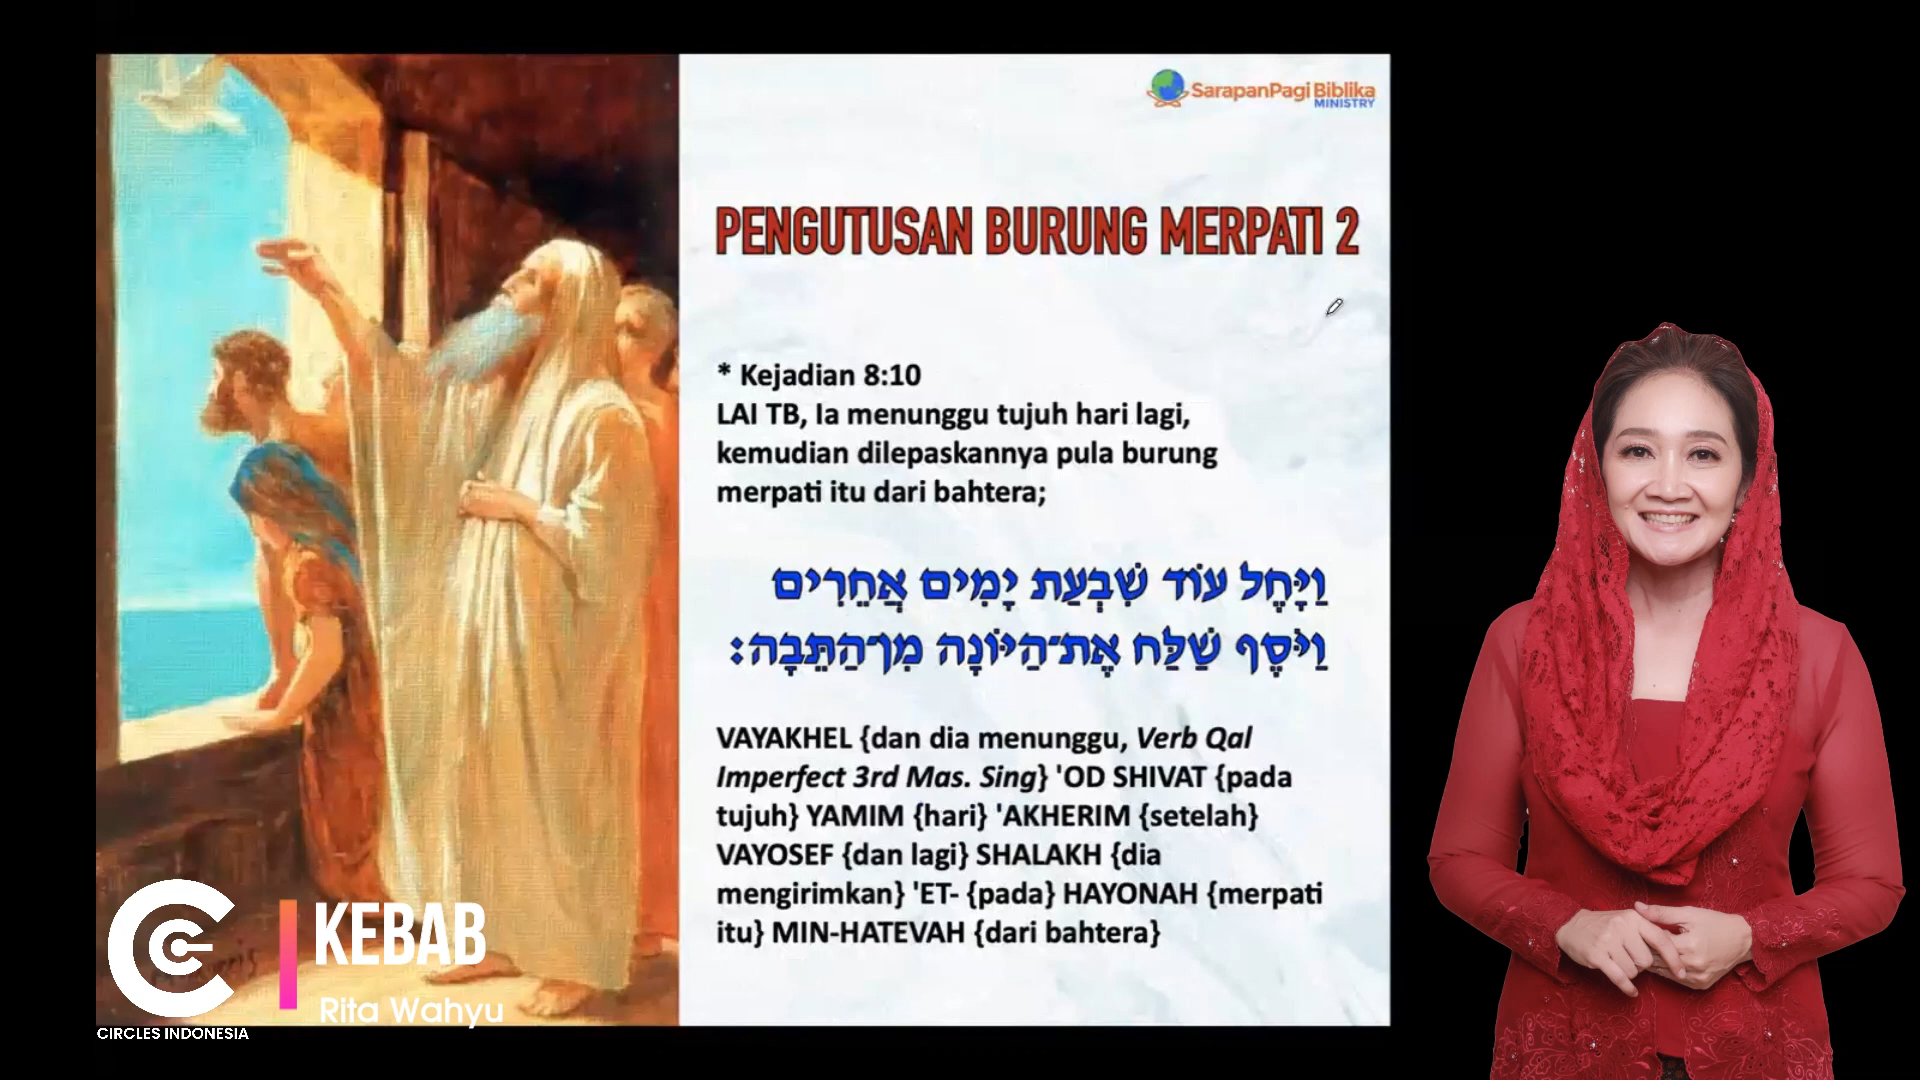 SarapanPagi Biblika
MINISTRY
PENGUTUSAN BURUNG MERPATI 2
* Kejadian 8:10
LAI TB, Ia menunggu tujuh hari lagi,
kemudian dilepaskannya pula burung
merpati itu dari bahtera;
וַיָּחֶל עוֹד שִׁבְעַת יָמִים אֲחֵרִים
וַיֹּסֶף שַׁלַּח אֶת־הַיּוֹנָה מִן־הַתֵּבָה׃
VAYAKHEL {dan dia menunggu, Verb Qal
Imperfect 3rd Mas. Sing} 'OD SHIVAT {pada
tujuh} YAMIM {hari} 'AKHERIM {setelah}
VAYOSEF {dan lagi} SHALAKH {dia
mengirimkan} 'ET- {pada} HAYONAH {merpati
itu} MIN-HATEVAH {dari bahtera}
KEBAB
Rita Wahyu
CIRCLES INDONESIA